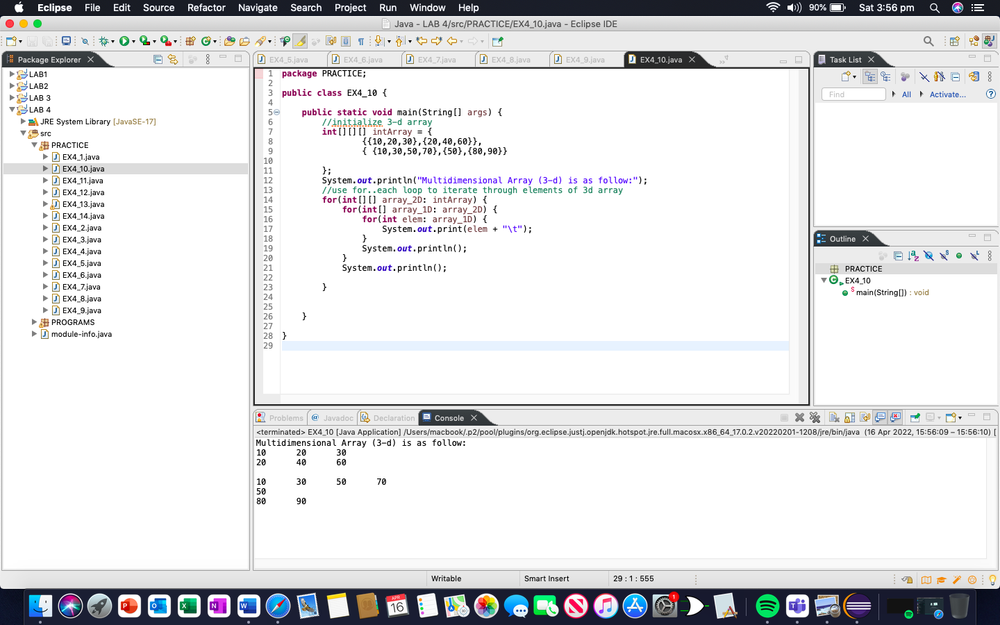 Eclipse File Edit Source Refactor Navigate Search Project Run Window Help 90% Sat 3:56 pm
Java - LAB 4/src/PRACTICE/EX4_10.java - Eclipse IDE
Package Explorer
LAB1
LAB2
LAB 3
LAB 4
JRE System Library [JavaSE-17]
src
PRACTICE
EX4_1.java
EX4_10.java
EX4_11.java
EX4_12.java
EX4_13.java
EX4_14.java
EX4_2.java
EX4_3.java
EX4_4.java
EX4_5.java
EX4_6.java
EX4_7.java
EX4_8.java
EX4_9.java
PROGRAMS
module-info.java
EX4_5.java EX4_6.java EX4_7.java EX4_8.java EX4_9.java EX4_10.java
1 package PRACTICE;
2
3 public class EX4_10 {
4
5 public static void main(String[] args) {
6 //initialize 3-d array
7 int[][][] intArray = {
8 {{10,20,30},{20,40,60}},
9 { {10,30,50,70},{50},{80,90}}
10
11 };
12 System.out.println("Multidimensional Array (3-d) is as follow:");
13 //use for..each loop to iterate through elements of 3d array
14 for(int[][] array_2D: intArray) {
15 for(int[] array_1D: array_2D) {
16 for(int elem: array_1D) {
17 System.out.print(elem + "\t");
18 }
19 System.out.println();
20 }
21 System.out.println();
22
23 }
24
25
26 }
27
28 }
29
Task List
Find All Activate...
Outline
PRACTICE
EX4_10
main(String[]) : void
Problems Javadoc Declaration Console
<terminated> EX4_10 [Java Application] /Users/macbook/.p2/pool/plugins/org.eclipse.justj.openjdk.hotspot.jre.full.macosx.x86_64_17.0.2.v20220201-1208/jre/bin/java (16 Apr 2022, 15:56:09 – 15:56:10) [
Multidimensional Array (3-d) is as follow:
10 20 30
20 40 60
10 30 50 70
50
80 90
Writable Smart Insert 29 : 1 : 555
APR
16
1